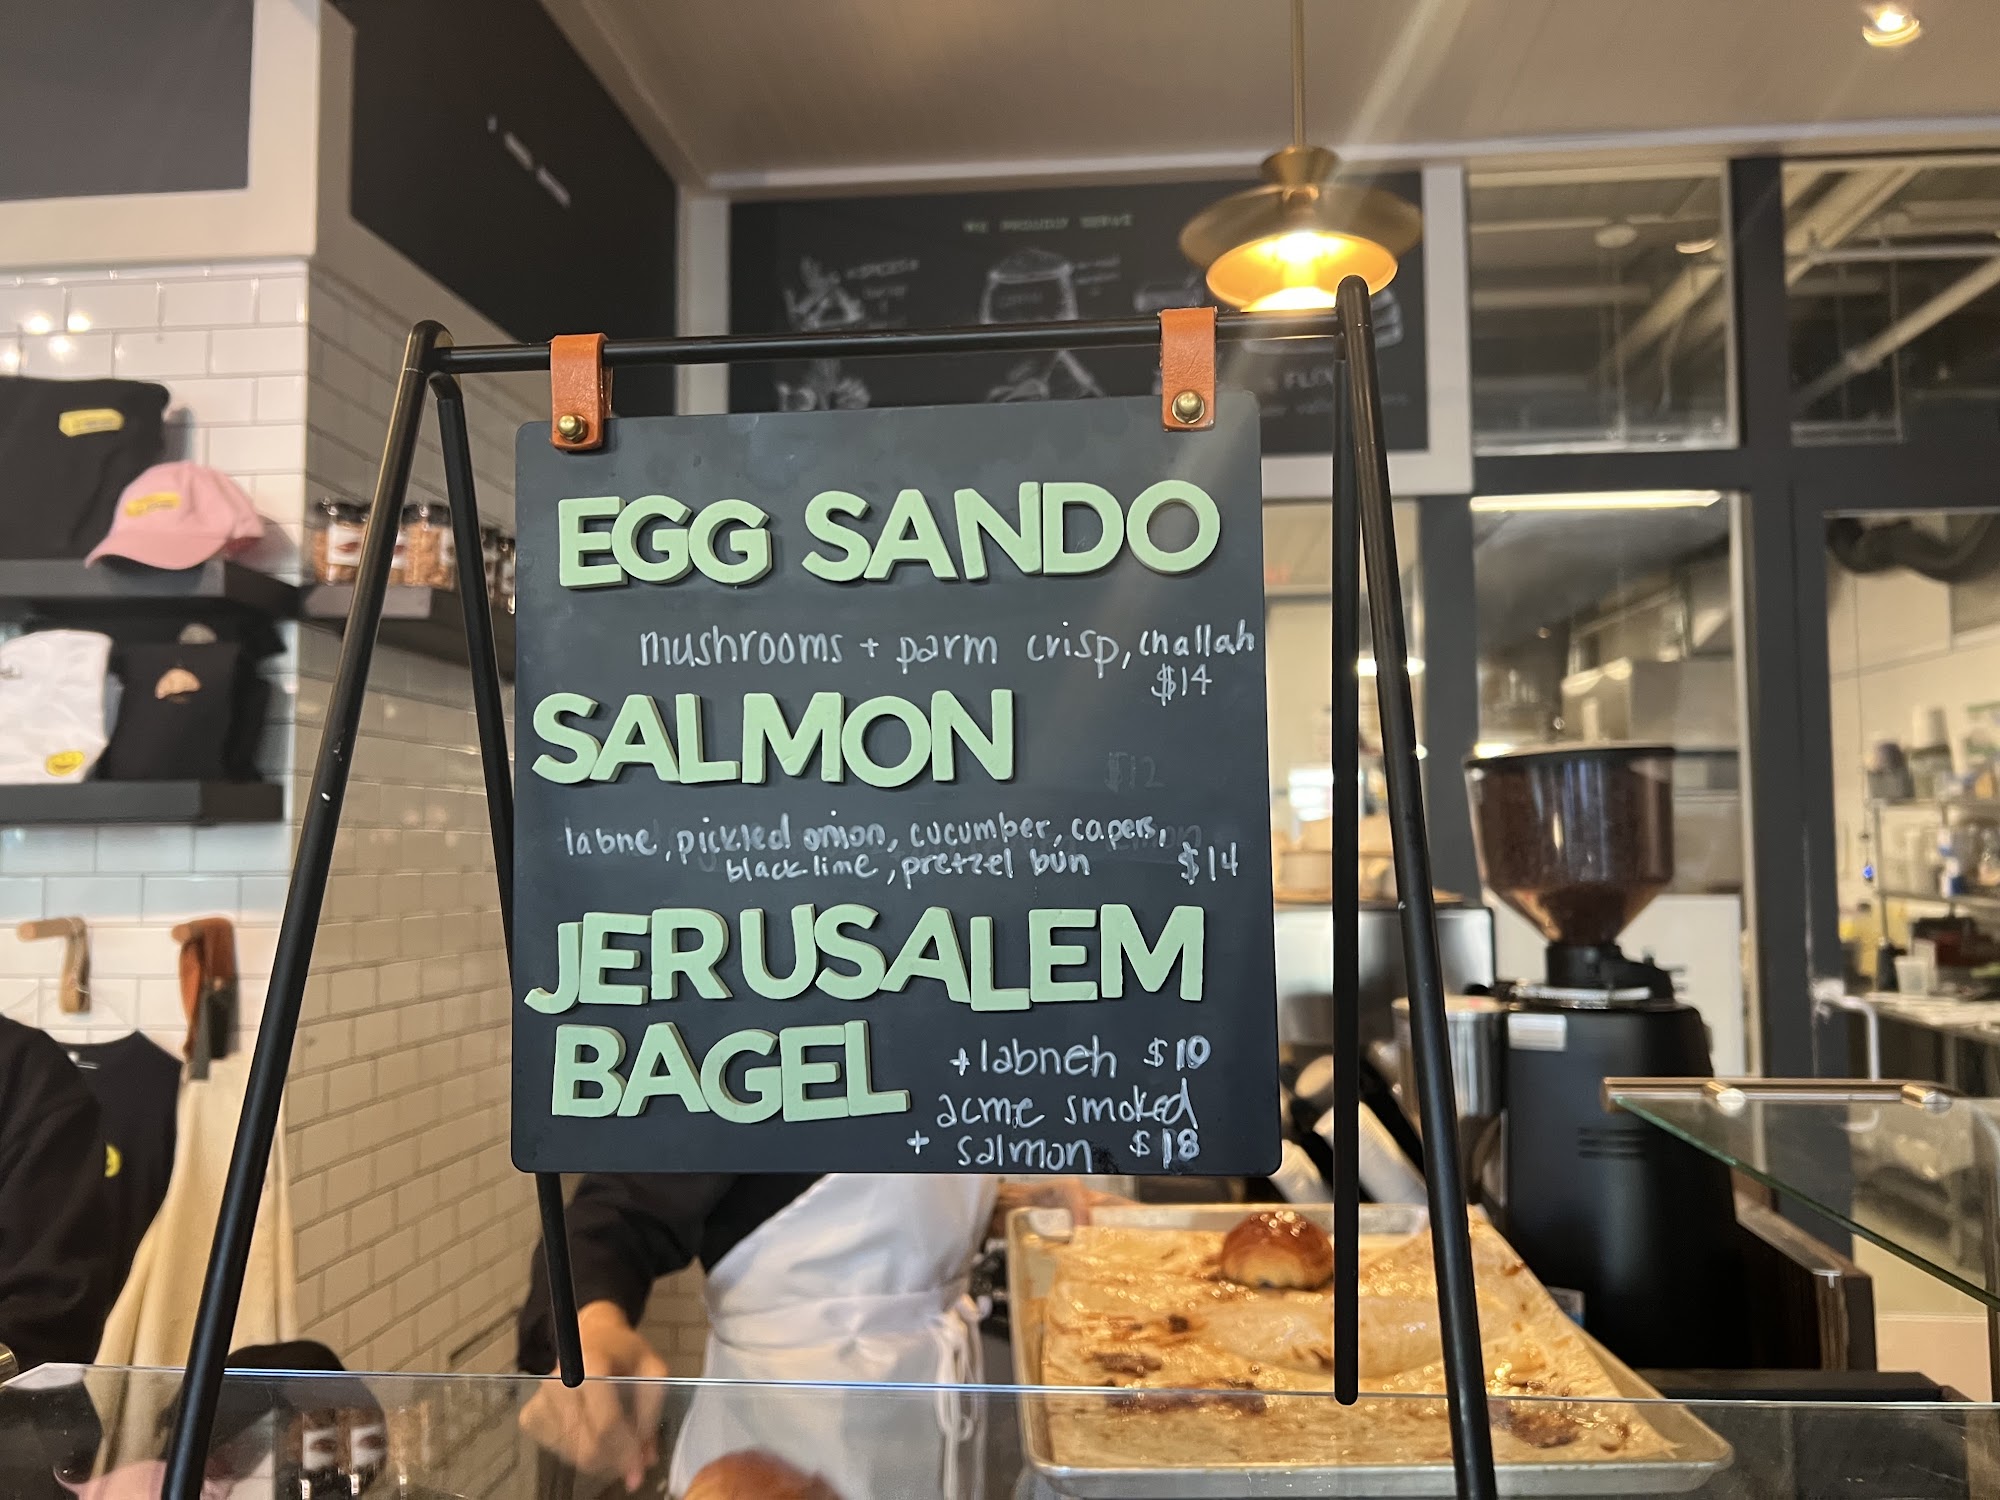 EGG SANDO
mushrooms + parm crisp, challah
$14
SALMON
$12
labne, pickled onion, cucumber, capers,
black lime, pretzel bun $14
JERUSALEM
BAGEL
+ labneh $10
acme smoked
+ salmon $18